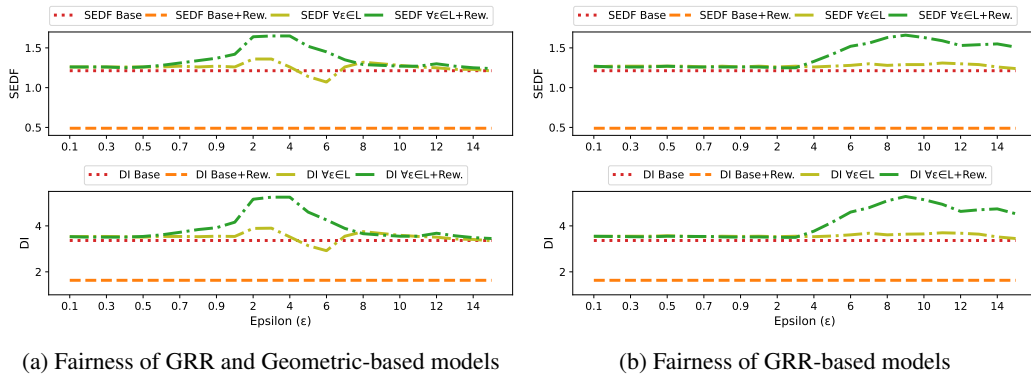 SEDF Base SEDF Base+Rew. SEDF ∀ε∈L SEDF ∀ε∈L+Rew.
1.5
1.0
0.5
SEDF
0.1 0.3 0.5 0.7 0.9 2 4 6 8 10 12 14
DI Base DI Base+Rew. DI ∀ε∈L DI ∀ε∈L+Rew.
4
2
DI
0.1 0.3 0.5 0.7 0.9 2 4 6 8 10 12 14
Epsilon (ε)
(a) Fairness of GRR and Geometric-based models
SEDF Base SEDF Base+Rew. SEDF ∀ε∈L SEDF ∀ε∈L+Rew.
1.5
1.0
0.5
SEDF
0.1 0.3 0.5 0.7 0.9 2 4 6 8 10 12 14
DI Base DI Base+Rew. DI ∀ε∈L DI ∀ε∈L+Rew.
4
2
DI
0.1 0.3 0.5 0.7 0.9 2 4 6 8 10 12 14
Epsilon (ε)
(b) Fairness of GRR-based models